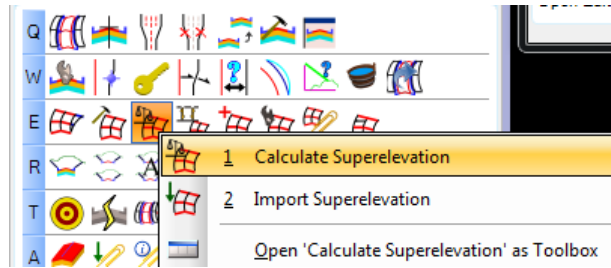 Q
W
E
1 Calculate Superelevation
R
2 Import Superelevation
T
Open 'Calculate Superelevation' as Toolbox
A